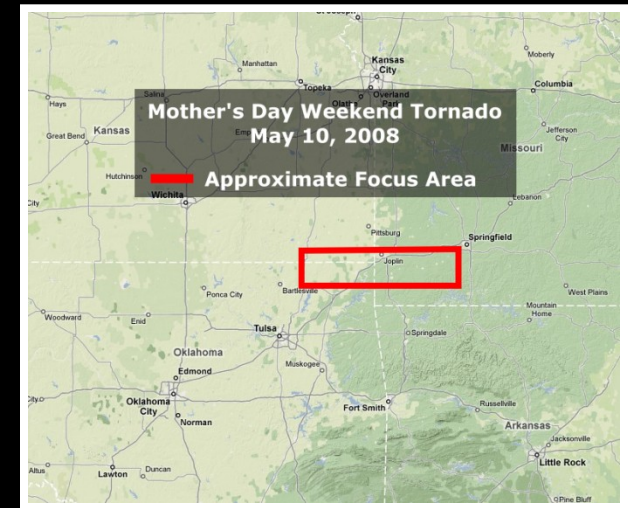 Manhattan
Kansas
City
Moberly
Topeka
Columbia
Hays
Salina
Olathe
Overland
Park
Mother's Day Weekend Tornado
May 10, 2008
Approximate Focus Area
Great Bend
Kansas
Jefferson
City
Missouri
Hutchinson
Wichita
Lebanon
City
Pittsburg
Springfield
Joplin
Ponca City
Bartlesville
West Plains
Mountain
Home
Woodward
Enid
Tulsa
Springdale
Oklahoma
Edmond
Muskogee
Oklahoma
City
Norman
Fort Smith
Russellville
Arkansas
Jacksonville
Altus
Lawton
Duncan
Little Rock
Pine Bluff